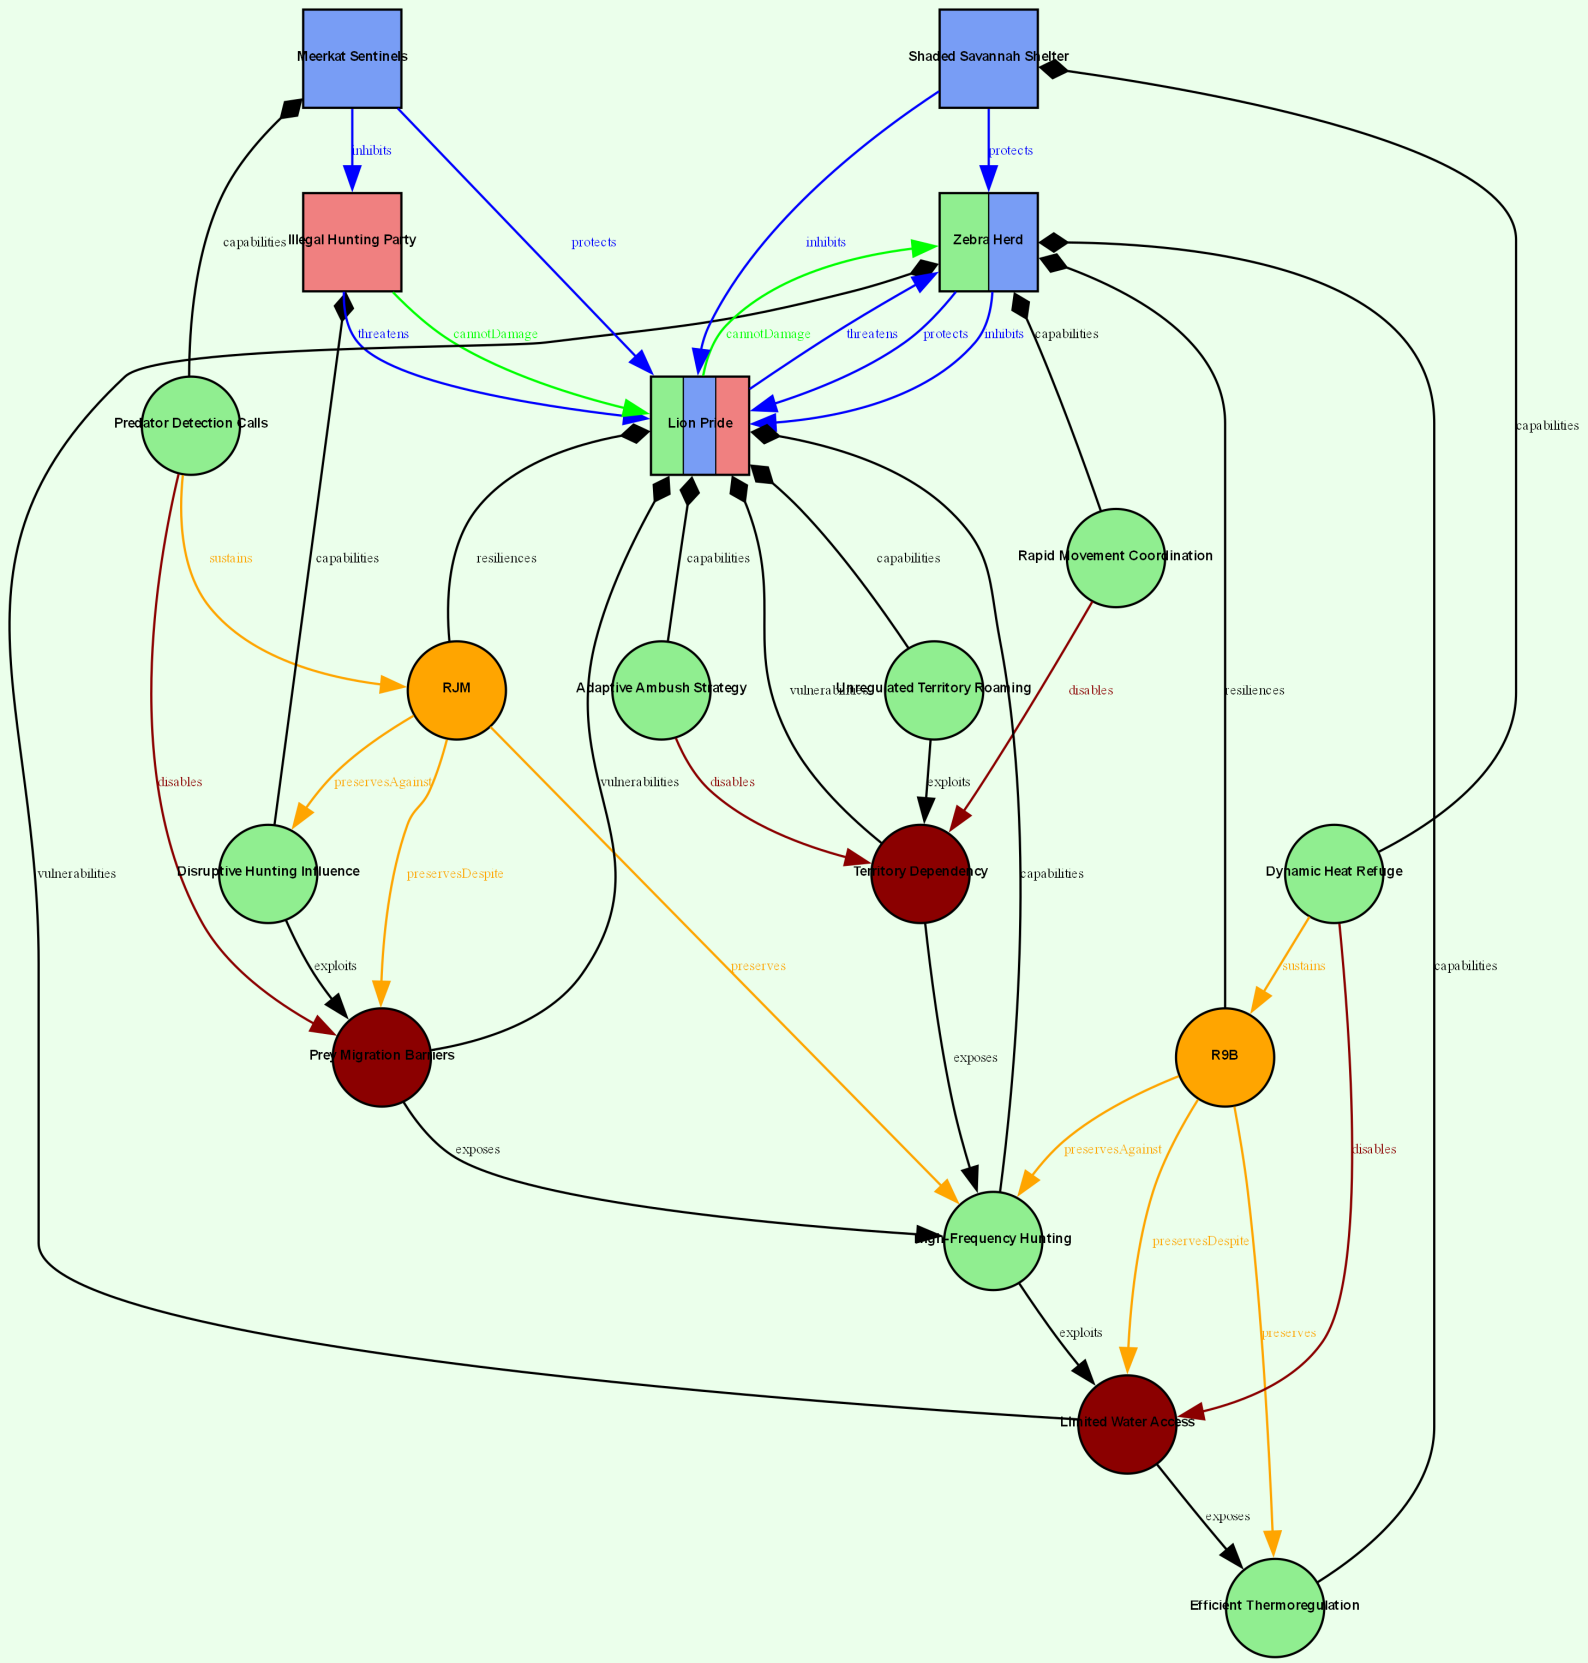 Meerkat Sentinels
Shaded Savannah Shelter
inhibits
protects
Illegal Hunting Party
capabilities
protects
inhibits
Zebra Herd
threatens
cannotDamage
cannotDamage
threatens
protects
inhibits
capabilities
Predator Detection Calls
Lion Pride
capabilities
sustains
capabilities
resiliences
capabilities
capabilities
Rapid Movement Coordination
RJM
Adaptive Ambush Strategy
vulnerabilities
Unregulated Territory Roaming
disables
resiliences
disables
preservesAgainst
vulnerabilities
disables
exploits
Disruptive Hunting Influence
preservesDespite
Territory Dependency
capabilities
Dynamic Heat Refuge
vulnerabilities
exploits
preserves
sustains
capabilities
Prey Migration Barriers
exposes
R9B
exposes
preservesAgainst
disables
High-Frequency Hunting
preservesDespite
exploits
preserves
Limited Water Access
exposes
Efficient Thermoregulation